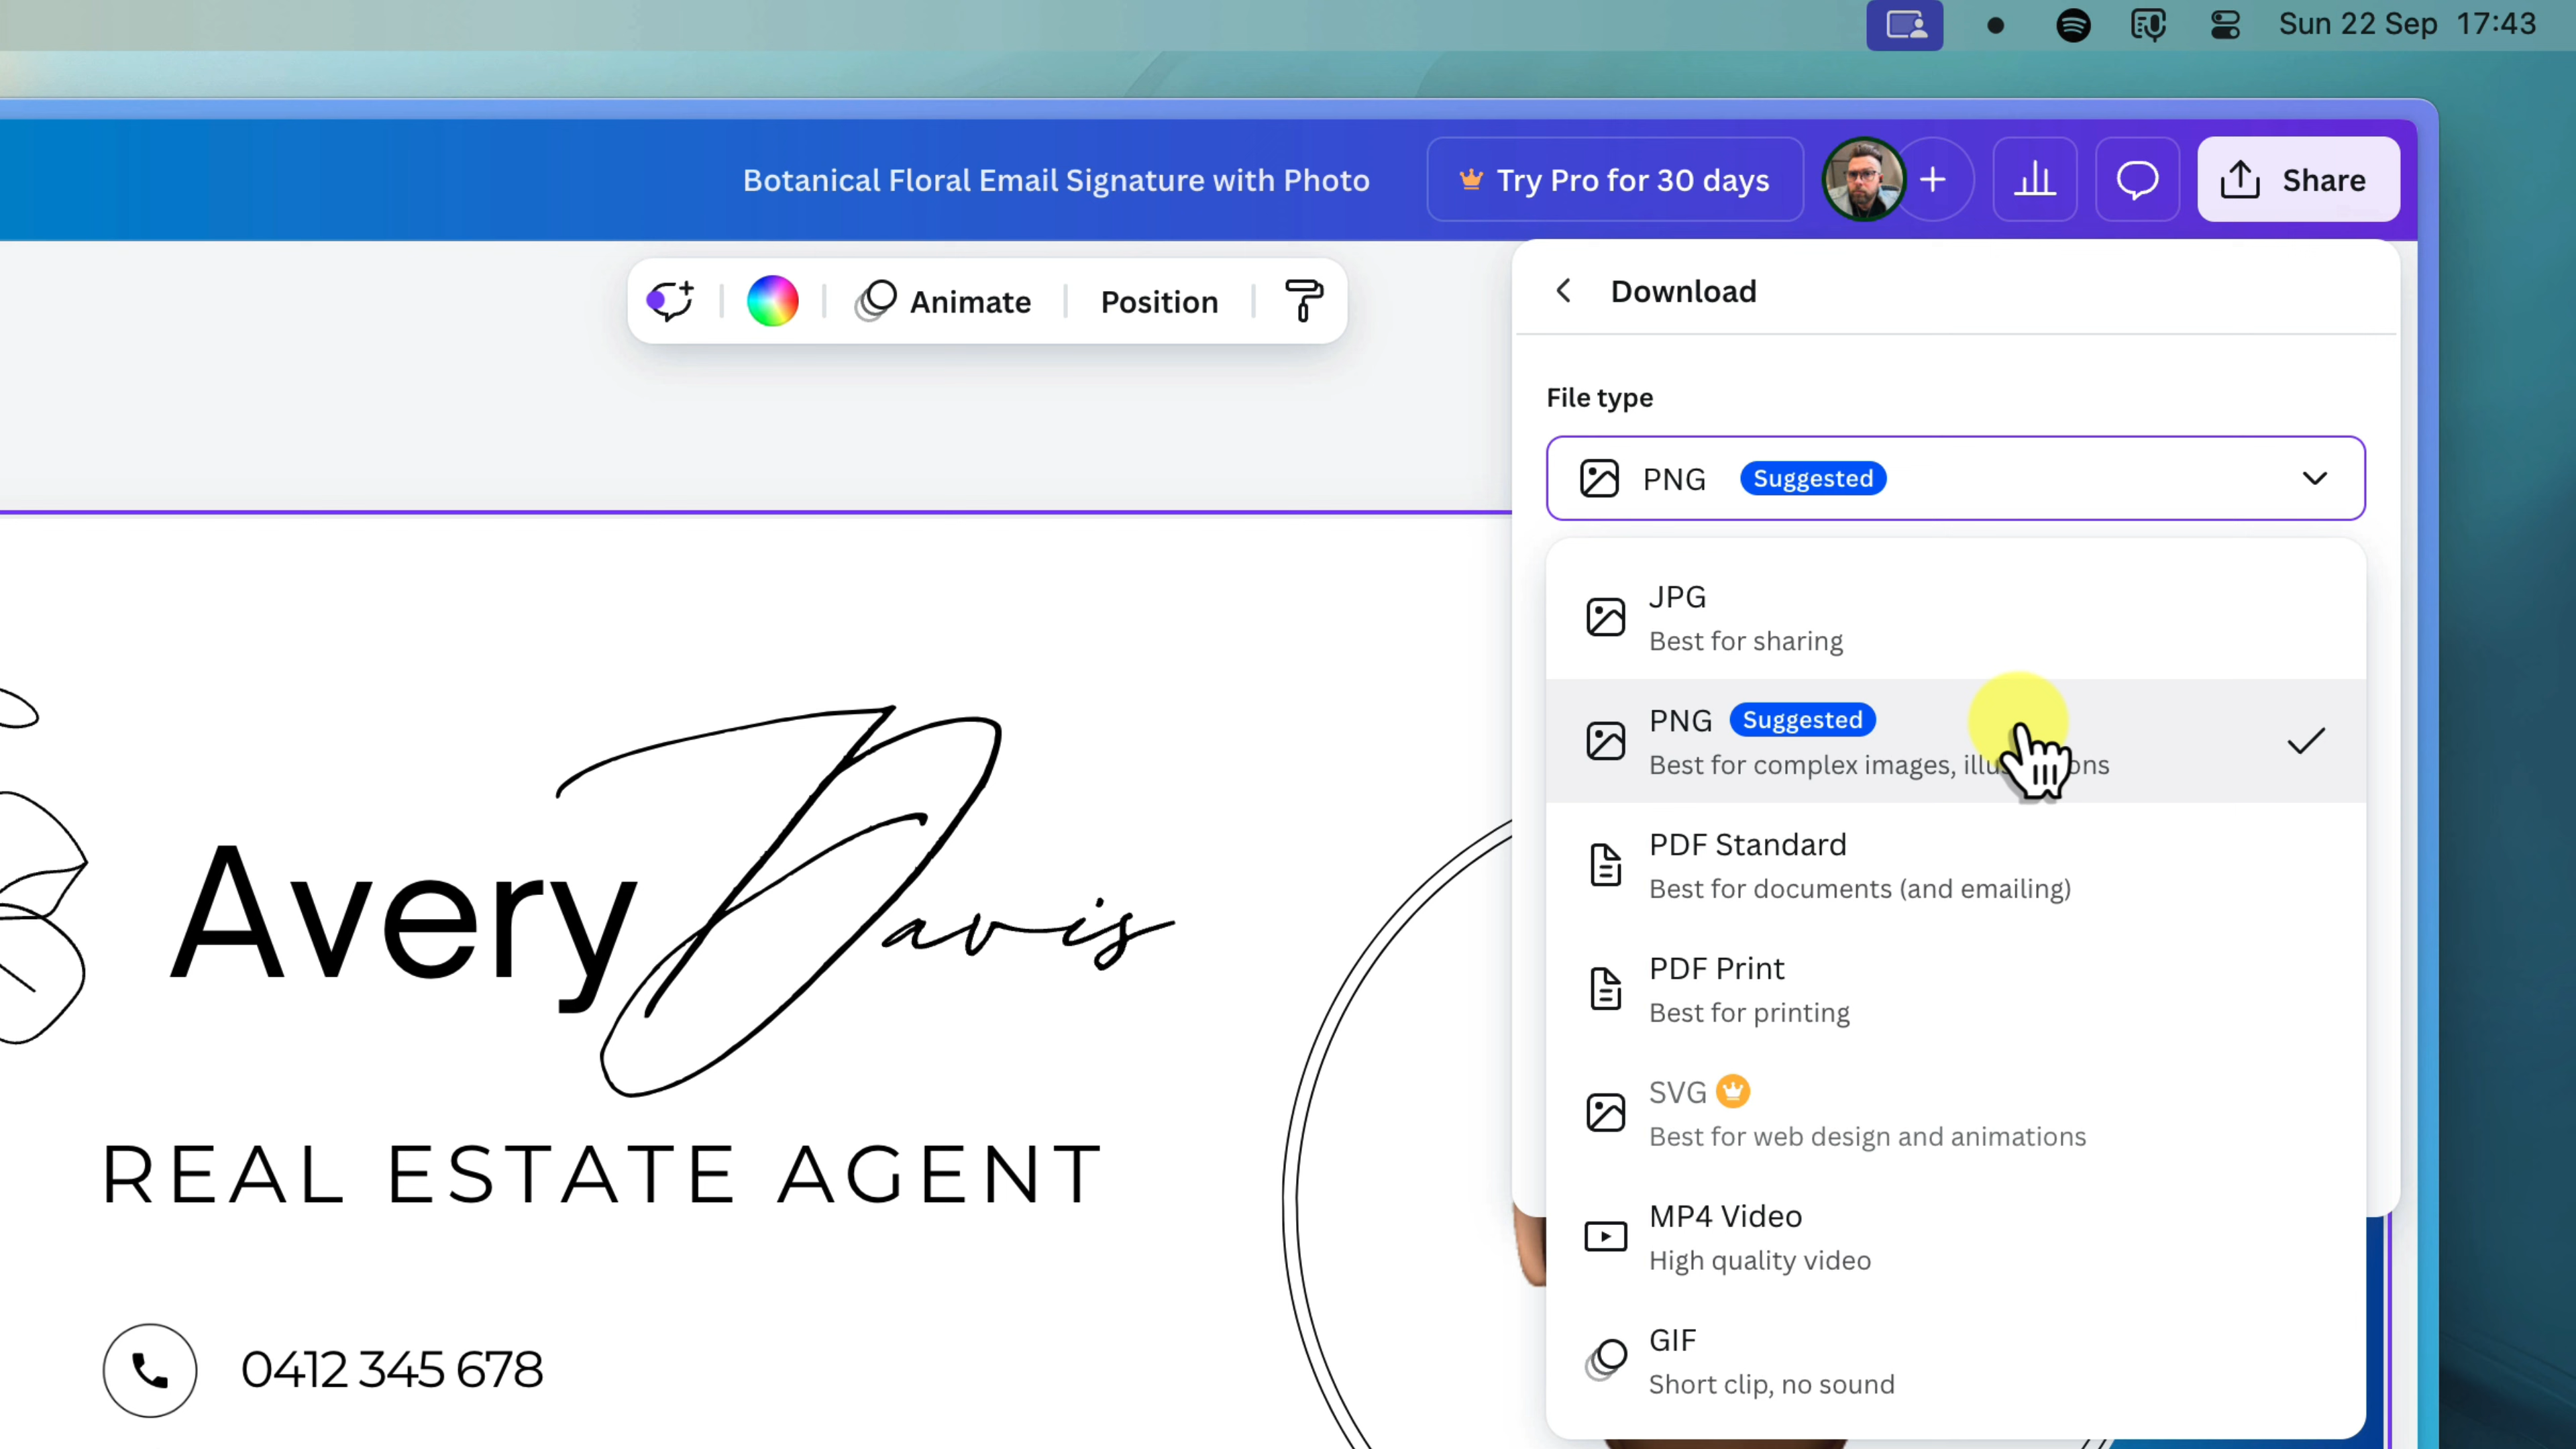 Sun 22 Sep 17:43
Botanical Floral Email Signature with Photo
Try Pro for 30 days
Share
Animate
Position
Download
File type
PNG Suggested
JPG
Best for sharing
PNG Suggested
Best for complex images,
PDF Standard
Best for documents (and emailing)
PDF Print
Best for printing
SVG
Best for web design and animations
MP4 Video
High quality video
GIF
Short clip, no sound
Avery Davis
REAL ESTATE AGENT
0412 345 678